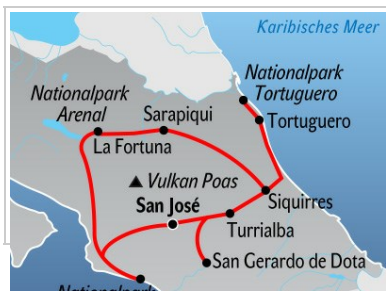 Karibisches Meer
Nationalpark
Tortuguero
Nationalpark
Arenal
Sarapiqui
Tortuguero
La Fortuna
Vulkan Poas
Siquirres
San José
Turrialba
San Gerardo de Dota
Nationalpark